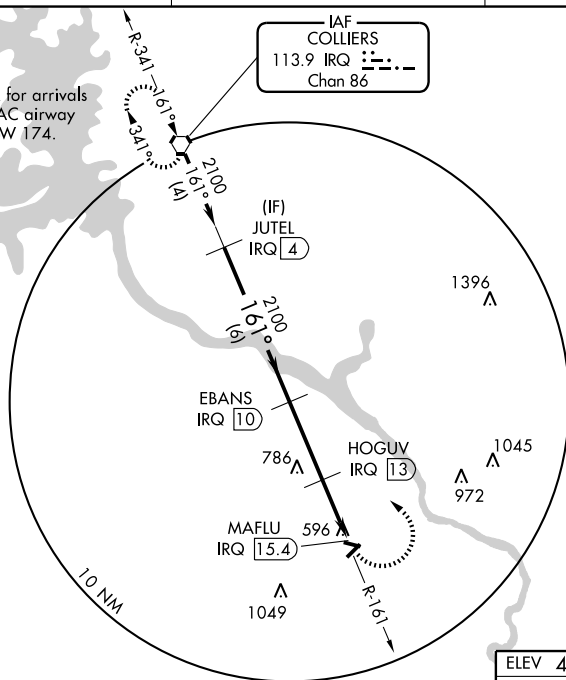 IAF
COLLIERS
113.9 IRQ
Chan 86
R-341
161°
341°
for arrivals
AC airway
W 174.
2100
161°
(4)
(IF)
JUTEL
IRQ 4
2100
161°
(6)
1396
EBANS
IRQ 10
HOGUV
IRQ 13
786
1045
972
MAFLU
IRQ 15.4
596
1049
R-161
10 NM
ELEV 4